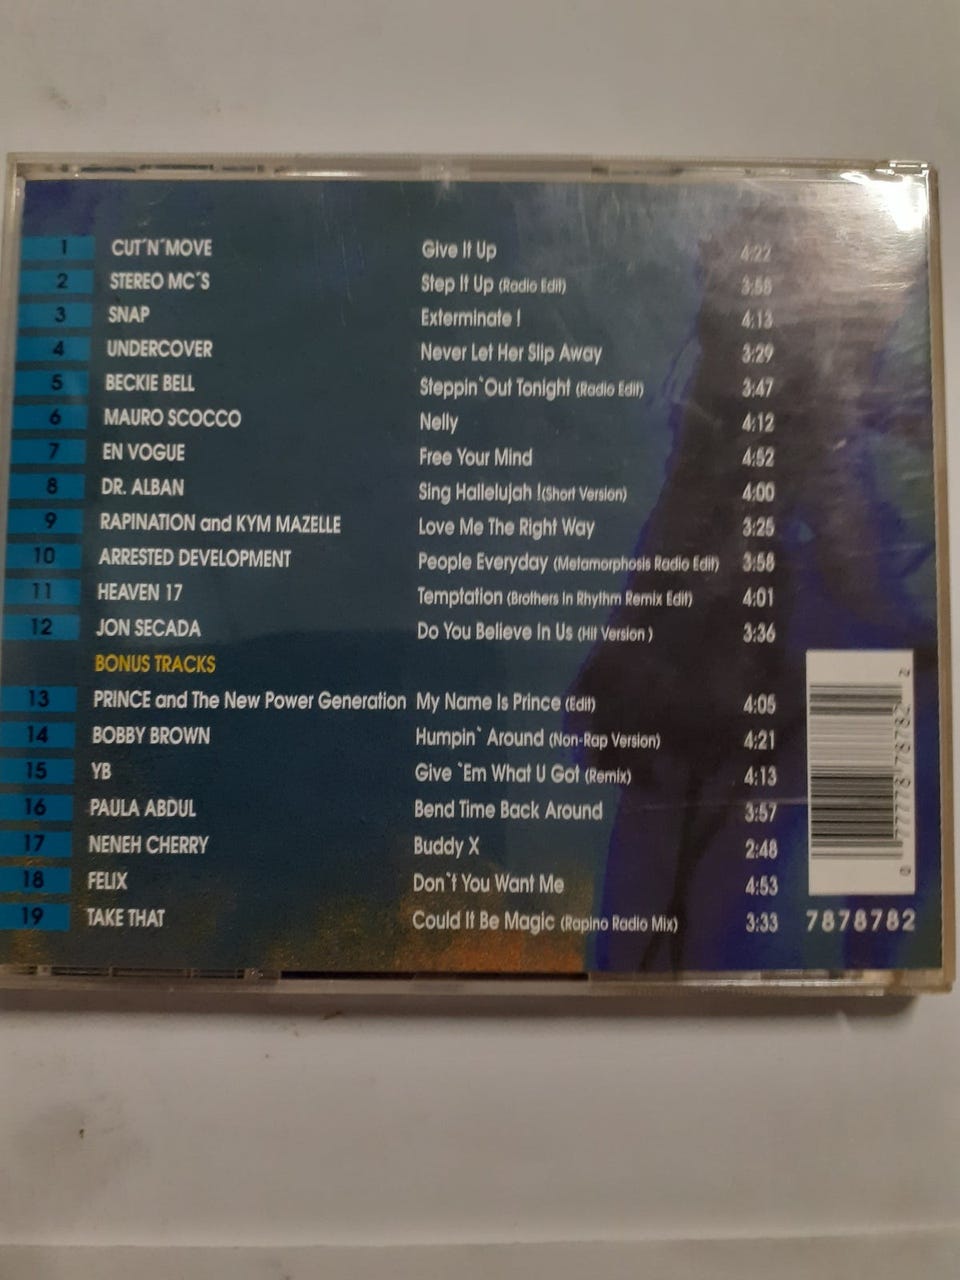 1 CUT´N´MOVE Give It Up 4:22
2 STEREO MC´S Step It Up (Radio Edit) 3:58
3 SNAP Exterminate ! 4:13
4 UNDERCOVER Never Let Her Slip Away 3:29
5 BECKIE BELL Steppin`Out Tonight (Radio Edit) 3:47
6 MAURO SCOCCO Nelly 4:12
7 EN VOGUE Free Your Mind 4:52
8 DR. ALBAN Sing Hallelujah !(Short Version) 4:00
9 RAPINATION and KYM MAZELLE Love Me The Right Way 3:25
10 ARRESTED DEVELOPMENT People Everyday (Metamorphosis Radio Edit) 3:58
11 HEAVEN 17 Temptation (Brothers In Rhythm Remix Edit) 4:01
12 JON SECADA Do You Believe In Us (Hit Version ) 3:36
BONUS TRACKS
13 PRINCE and The New Power Generation My Name Is Prince (Edit) 4:05
14 BOBBY BROWN Humpin` Around (Non-Rap Version) 4:21
15 YB Give `Em What U Got (Remix) 4:13
16 PAULA ABDUL Bend Time Back Around 3:57
17 NENEH CHERRY Buddy X 2:48
18 FELIX Don`t You Want Me 4:53
19 TAKE THAT Could It Be Magic (Rapino Radio Mix) 3:33
0 77778 78782 2
7878782